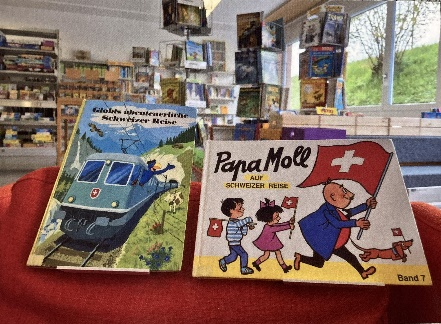 Globis abenteuerliche
Schweizer Reise
Papa Moll
AUF
SCHWEIZER REISE
Band 7